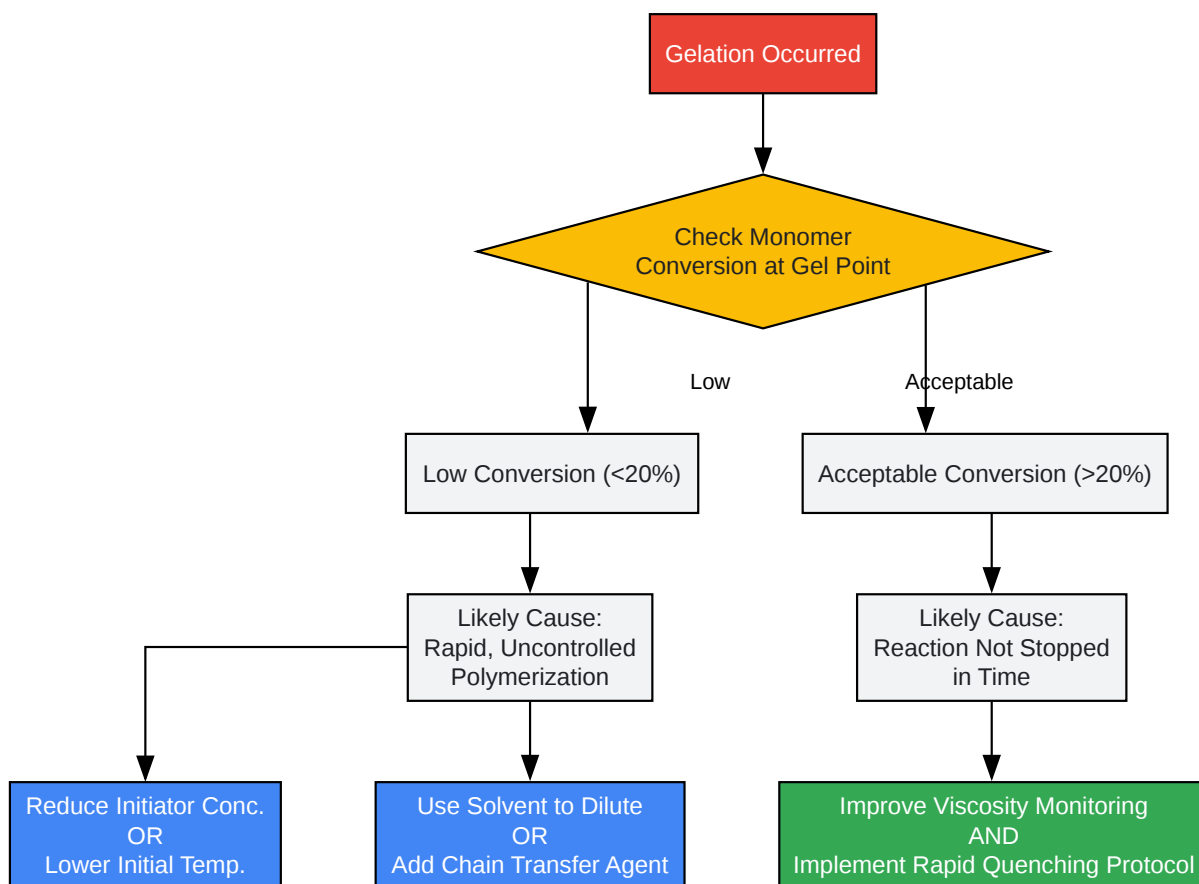 Gelation Occurred
Check Monomer
Conversion at Gel Point
Low
Acceptable
Low Conversion (<20%)
Acceptable Conversion (>20%)
Likely Cause:
Rapid, Uncontrolled
Polymerization
Likely Cause:
Reaction Not Stopped
in Time
Reduce Initiator Conc.
OR
Lower Initial Temp.
Use Solvent to Dilute
OR
Add Chain Transfer Agent
Improve Viscosity Monitoring
AND
Implement Rapid Quenching Protocol